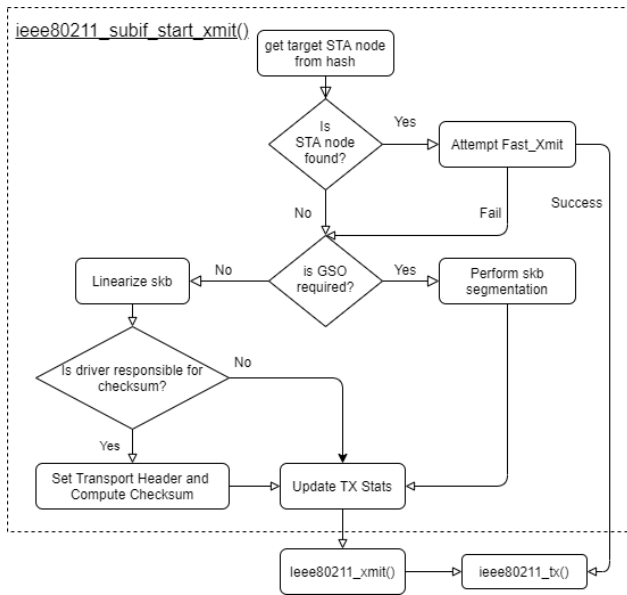 ieee80211_subif_start_xmit()
get target STA node
from hash
Is
STA node
found?
Yes
Attempt Fast_Xmit
No
Fail
Success
is GSO
required?
No
Yes
Linearize skb
Perform skb
segmentation
Is driver responsible for
checksum?
No
Yes
Set Transport Header and
Compute Checksum
Update TX Stats
Ieee80211_xmit()
ieee80211_tx()